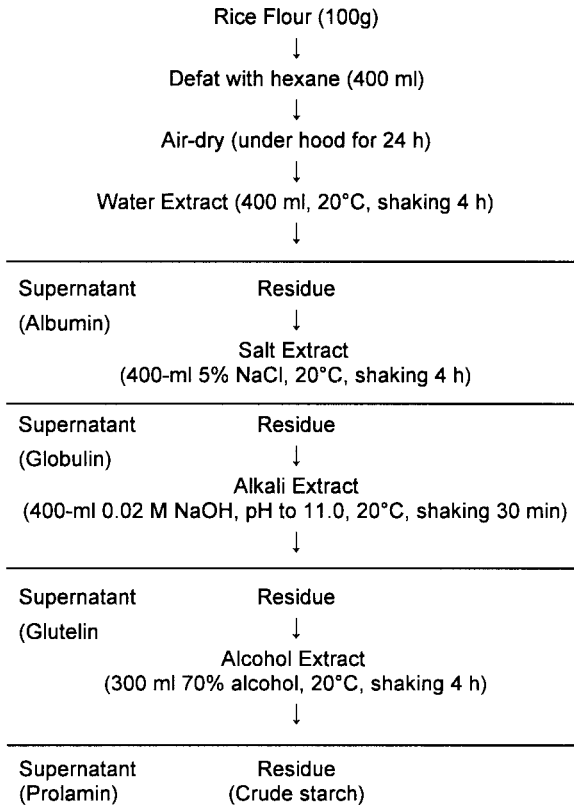 Rice Flour (100g)
↓
Defat with hexane (400 ml)
↓
Air-dry (under hood for 24 h)
↓
Water Extract (400 ml, 20°C, shaking 4 h)
↓
Supernatant Residue
(Albumin) ↓
Salt Extract
(400-ml 5% NaCl, 20°C, shaking 4 h)
Supernatant Residue
(Globulin) ↓
Alkali Extract
(400-ml 0.02 M NaOH, pH to 11.0, 20°C, shaking 30 min)
↓
Supernatant Residue
(Glutelin ↓
Alcohol Extract
(300 ml 70% alcohol, 20°C, shaking 4 h)
↓
Supernatant Residue
(Prolamin) (Crude starch)